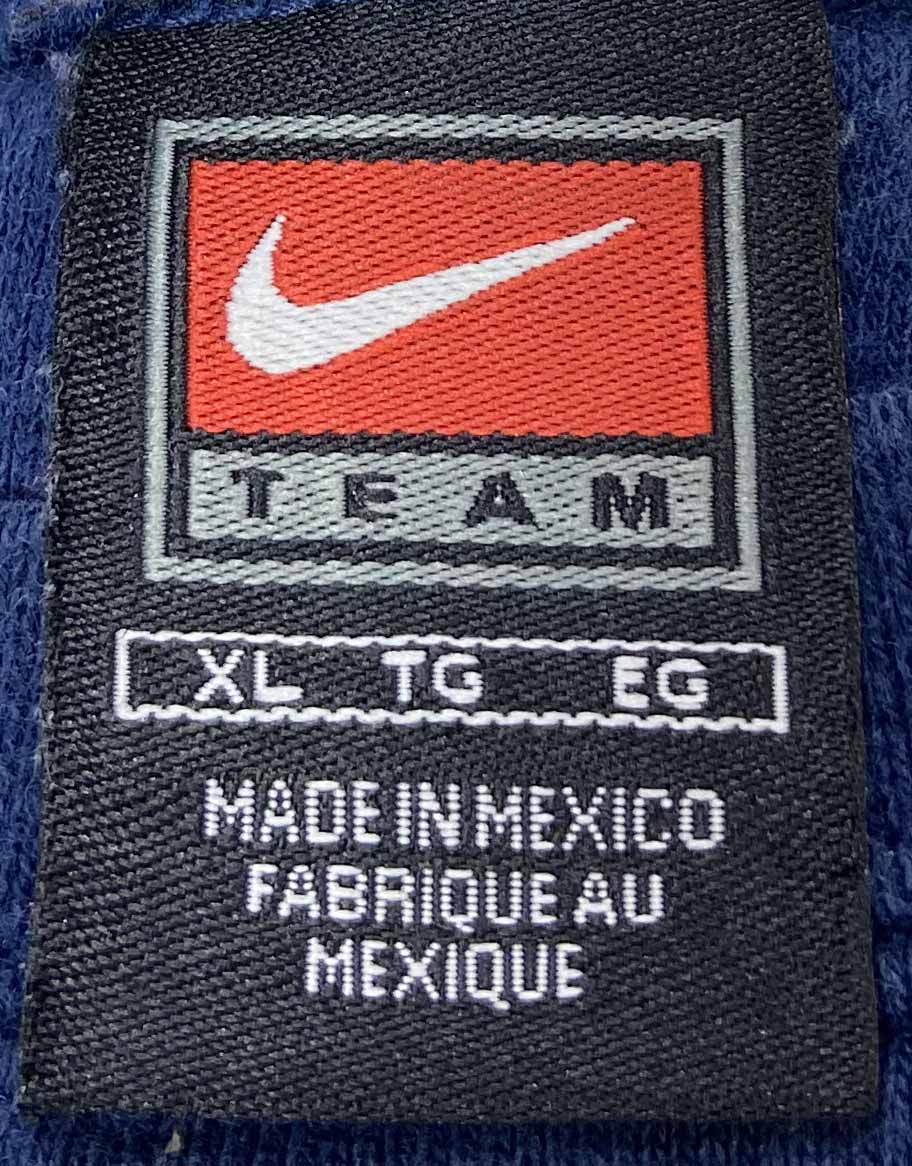 TEAM
XL TG EG
MADE IN MEXICO
FABRIQUE AU
MEXIQUE